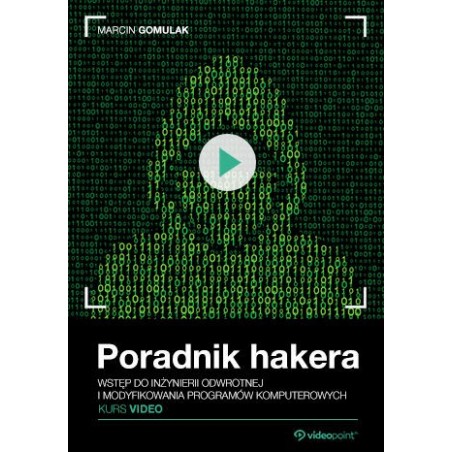 MARCIN GOMULAK
Poradnik hakera
WSTĘP DO INŻYNIERII ODWROTNEJ
I MODYFIKOWANIA PROGRAMÓW KOMPUTEROWYCH
KURS VIDEO
videopoint